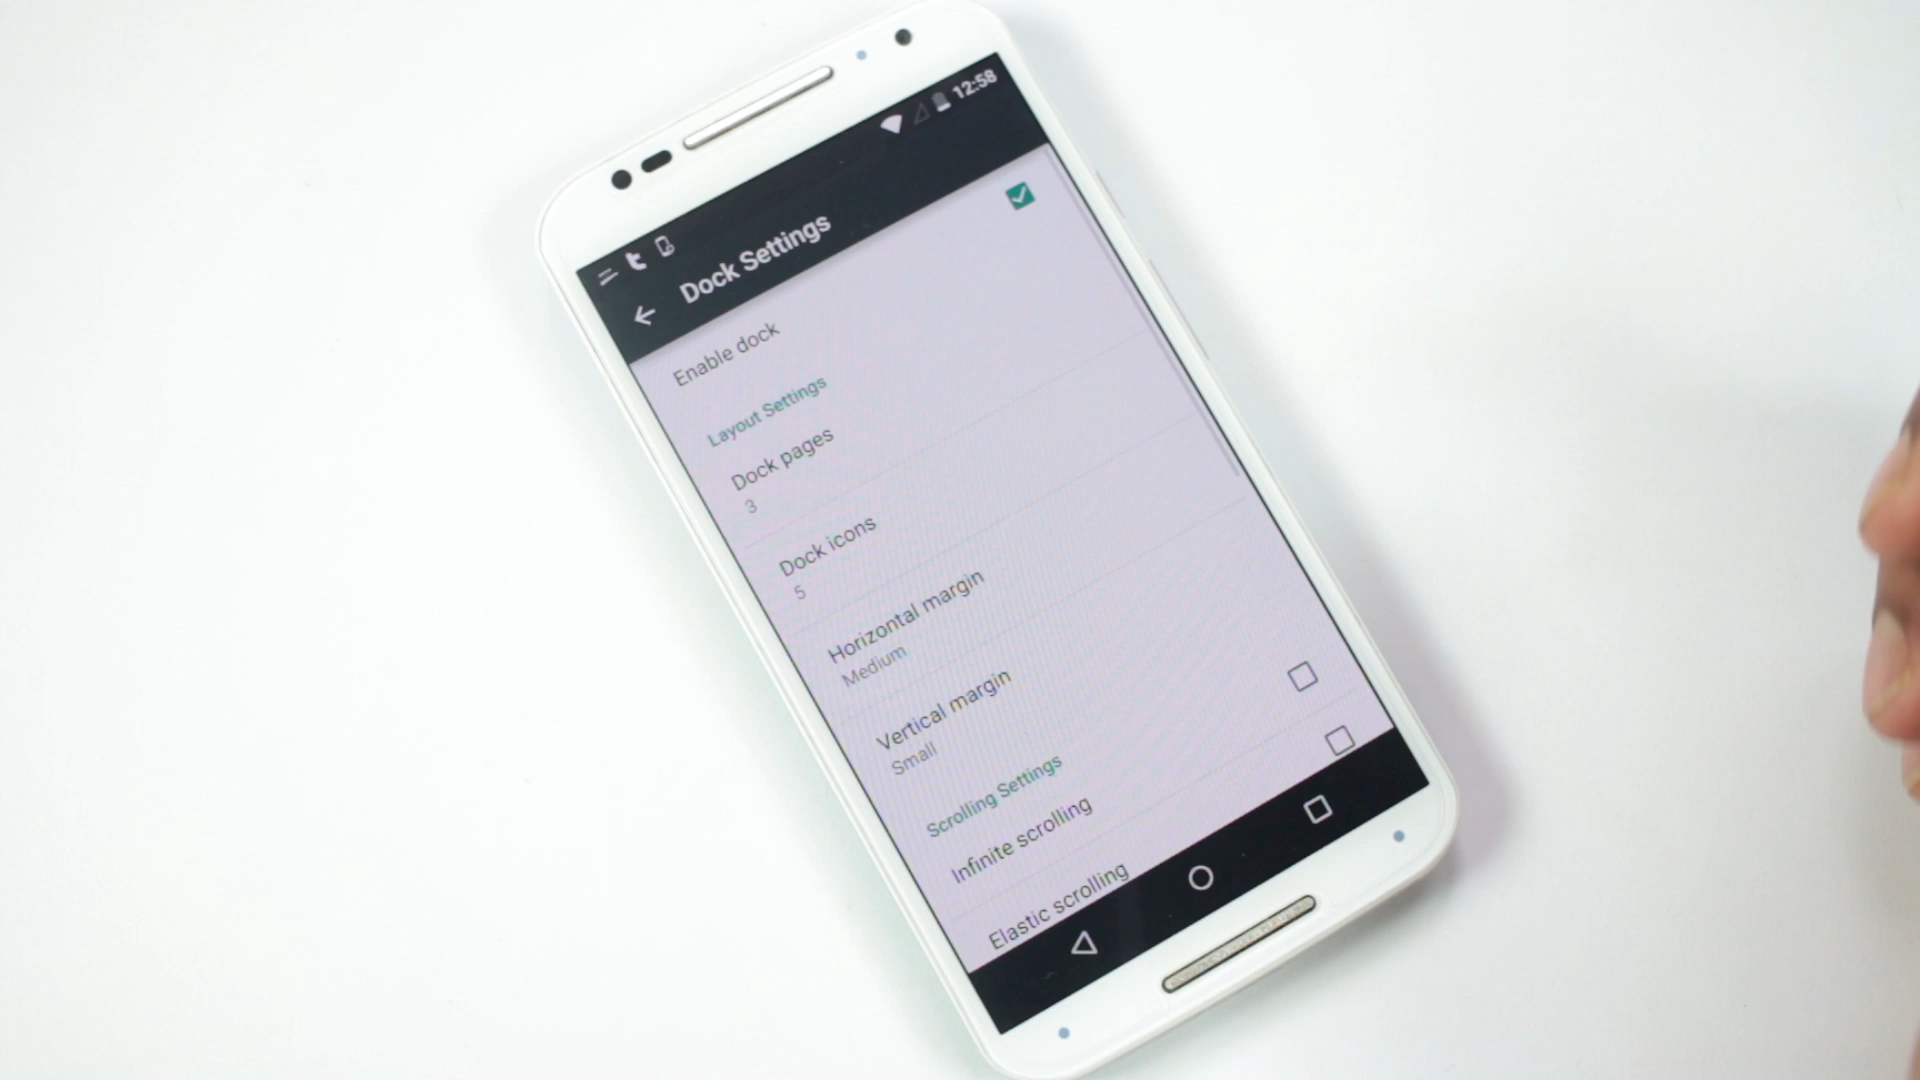 12:58
Dock Settings
Enable dock
Layout Settings
Dock pages
3
Dock icons
5
Horizontal margin
Medium
Vertical margin
Small
Scrolling Settings
Infinite scrolling
Elastic scrolling